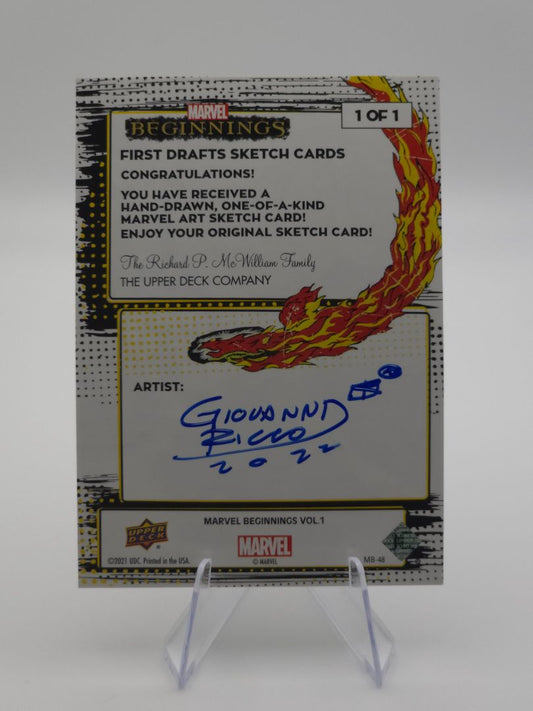 MARVEL
BEGINNINGS
1 OF 1
FIRST DRAFTS SKETCH CARDS
CONGRATULATIONS!
YOU HAVE RECEIVED A
HAND-DRAWN, ONE-OF-A-KIND
MARVEL ART SKETCH CARD!
ENJOY YOUR ORIGINAL SKETCH CARD!
The Richard P. McWilliam Family
THE UPPER DECK COMPANY
ARTIST:
GIOVANNI
RICCO
2022
MARVEL BEGINNINGS VOL.1
UPPER
DECK
MARVEL
©2021 UDC. Printed in the USA.
© MARVEL
MB-48